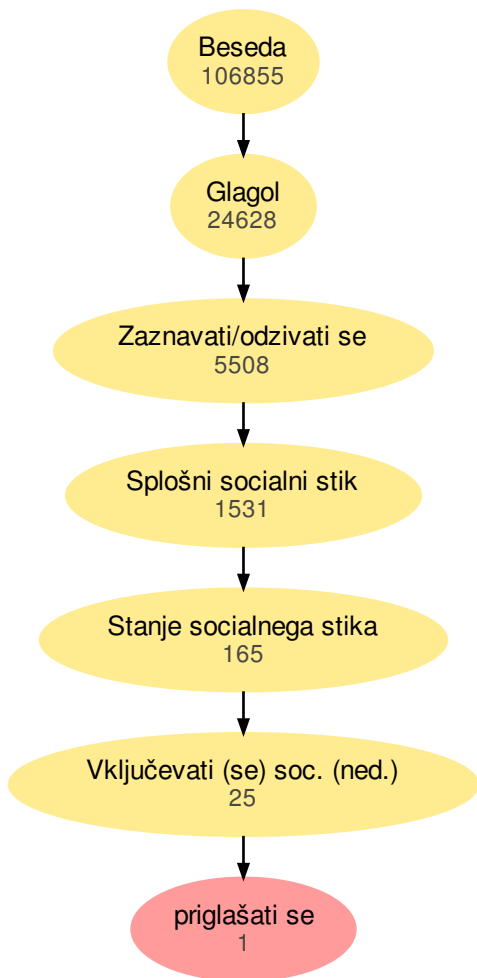 Beseda
106855
Glagol
24628
Zaznavati/odzivati se
5508
Splošni socialni stik
1531
Stanje socialnega stika
165
Vključevati (se) soc. (ned.)
25
priglašati se
1